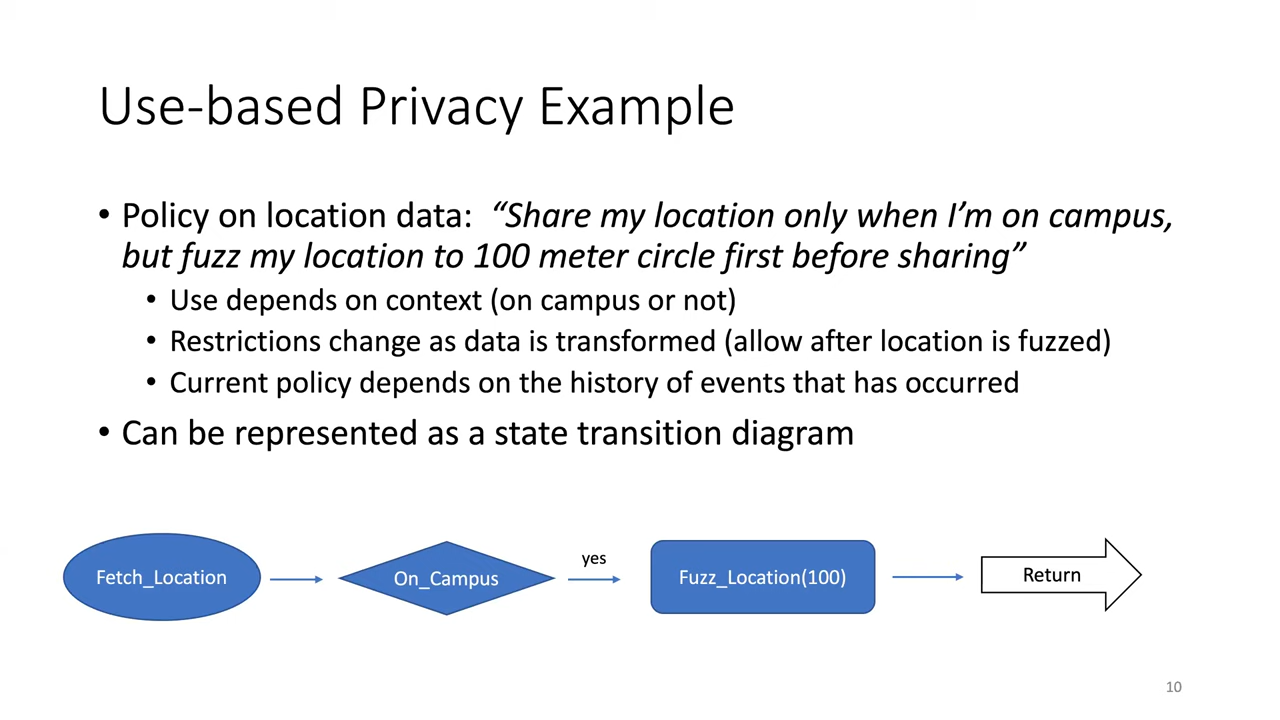 Use-based Privacy Example
• Policy on location data: “Share my location only when I’m on campus,
but fuzz my location to 100 meter circle first before sharing”
• Use depends on context (on campus or not)
• Restrictions change as data is transformed (allow after location is fuzzed)
• Current policy depends on the history of events that has occurred
• Can be represented as a state transition diagram
Fetch_Location
On_Campus
yes
Fuzz_Location(100)
Return
10